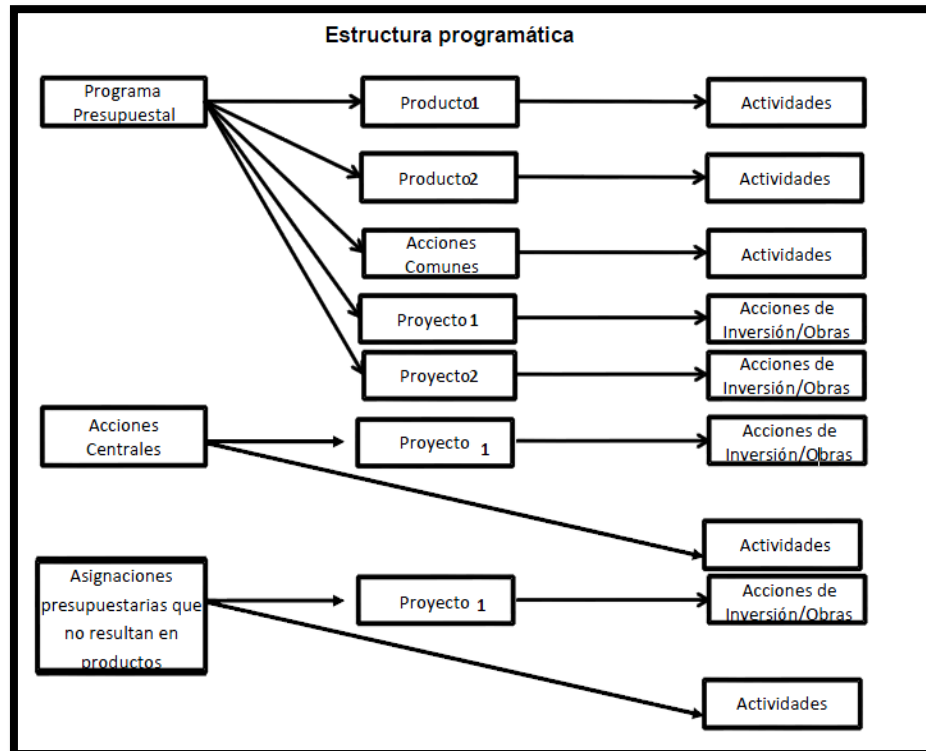 Estructura programática
Programa
Presupuestal
Producto1
Actividades
Producto2
Actividades
Acciones
Comunes
Actividades
Proyecto1
Acciones de
Inversión/Obras
Proyecto2
Acciones de
Inversión/Obras
Acciones
Centrales
Proyecto 1
Acciones de
Inversión/Obras
Actividades
Asignaciones
presupuestarias que
no resultan en
productos
Proyecto 1
Acciones de
Inversión/Obras
Actividades